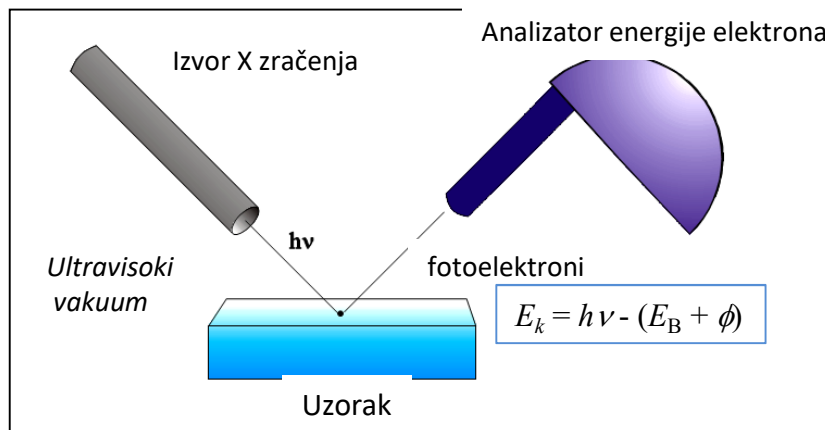 Analizator energije elektrona
Izvor X zračenja
hν
Ultravisoki
vakuum
fotoelektroni
E_k = hν - (E_B + ϕ)
Uzorak